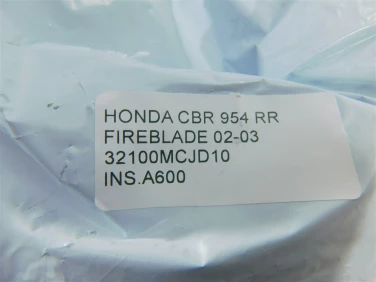 HONDA CBR 954 RR
FIREBLADE 02-03
32100MCJD10
INS.A600